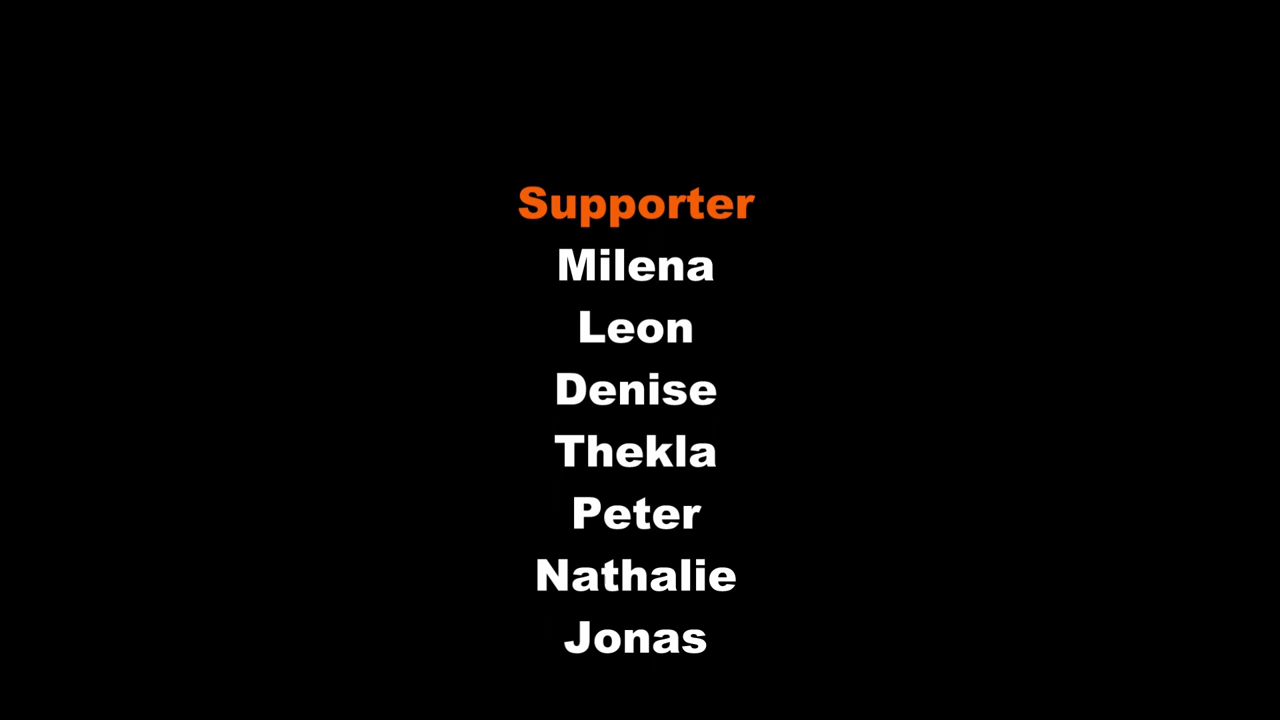 Supporter
Milena
Leon
Denise
Thekla
Peter
Nathalie
Jonas